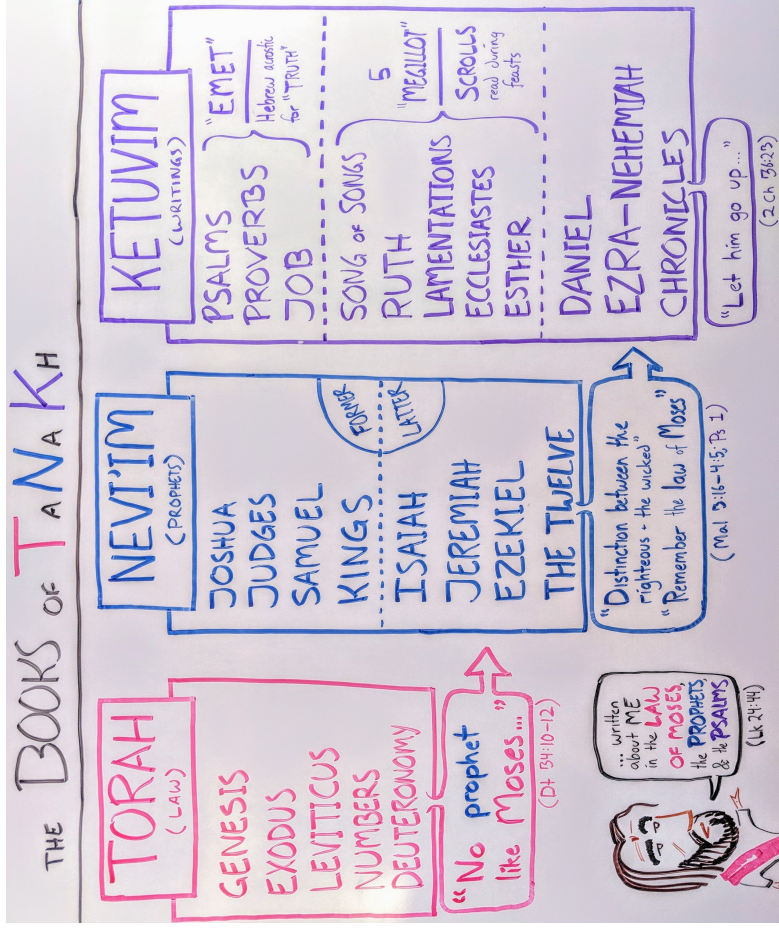 THE BOOKS OF TaNaKH
TORAH
(LAW)
GENESIS
EXODUS
LEVITICUS
NUMBERS
DEUTERONOMY
"No prophet
like Moses..."
(Dt 34:10-12)
NEVI'IM
(PROPHETS)
JOSHUA
JUDGES
SAMUEL
KINGS
FORMER
LATTER
ISAIAH
JEREMIAH
EZEKIEL
THE TWELVE
"Distinction between the
righteous + the wicked"
"Remember the law of Moses"
(Mal 3:16-4:5; Ps 1)
KETUVIM
(WRITINGS)
PSALMS
PROVERBS
JOB
"EMET"
Hebrew acrostic
for "TRUTH"
SONG OF SONGS
RUTH
LAMENTATIONS
ECCLESIASTES
ESTHER
5
"MEGILLOT"
SCROLLS
read during
feasts
DANIEL
EZRA-NEHEMIAH
CHRONICLES
"Let him go up..."
(2 Ch 36:23)
... written
about ME
in the LAW
OF MOSES,
the PROPHETS,
& the PSALMS
(Lk 24:44)